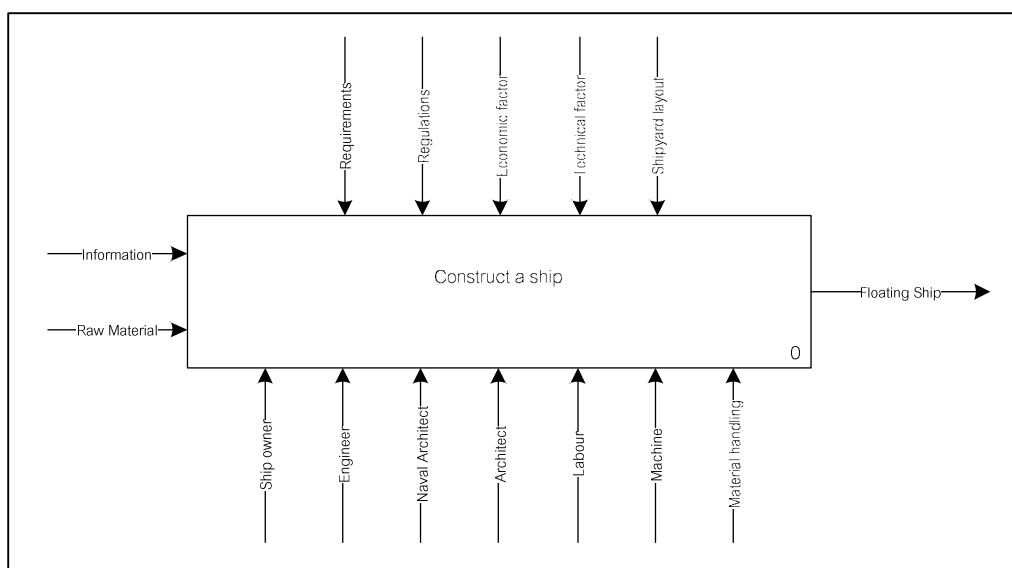 Requirements
Regulations
Economic factor
Technical factor
Shipyard layout
Information
Construct a ship
Floating Ship
Raw Material
0
Ship owner
Engineer
Naval Architect
Architect
Labour
Machine
Material handling